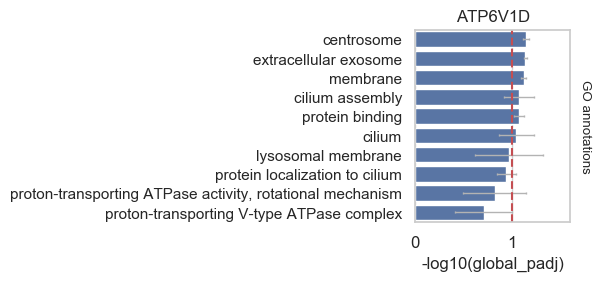 ATP6V1D
centrosome
extracellular exosome
membrane
cilium assembly
protein binding
cilium
lysosomal membrane
protein localization to cilium
proton-transporting ATPase activity, rotational mechanism
proton-transporting V-type ATPase complex
GO annotations
0 1
-log10(global_padj)